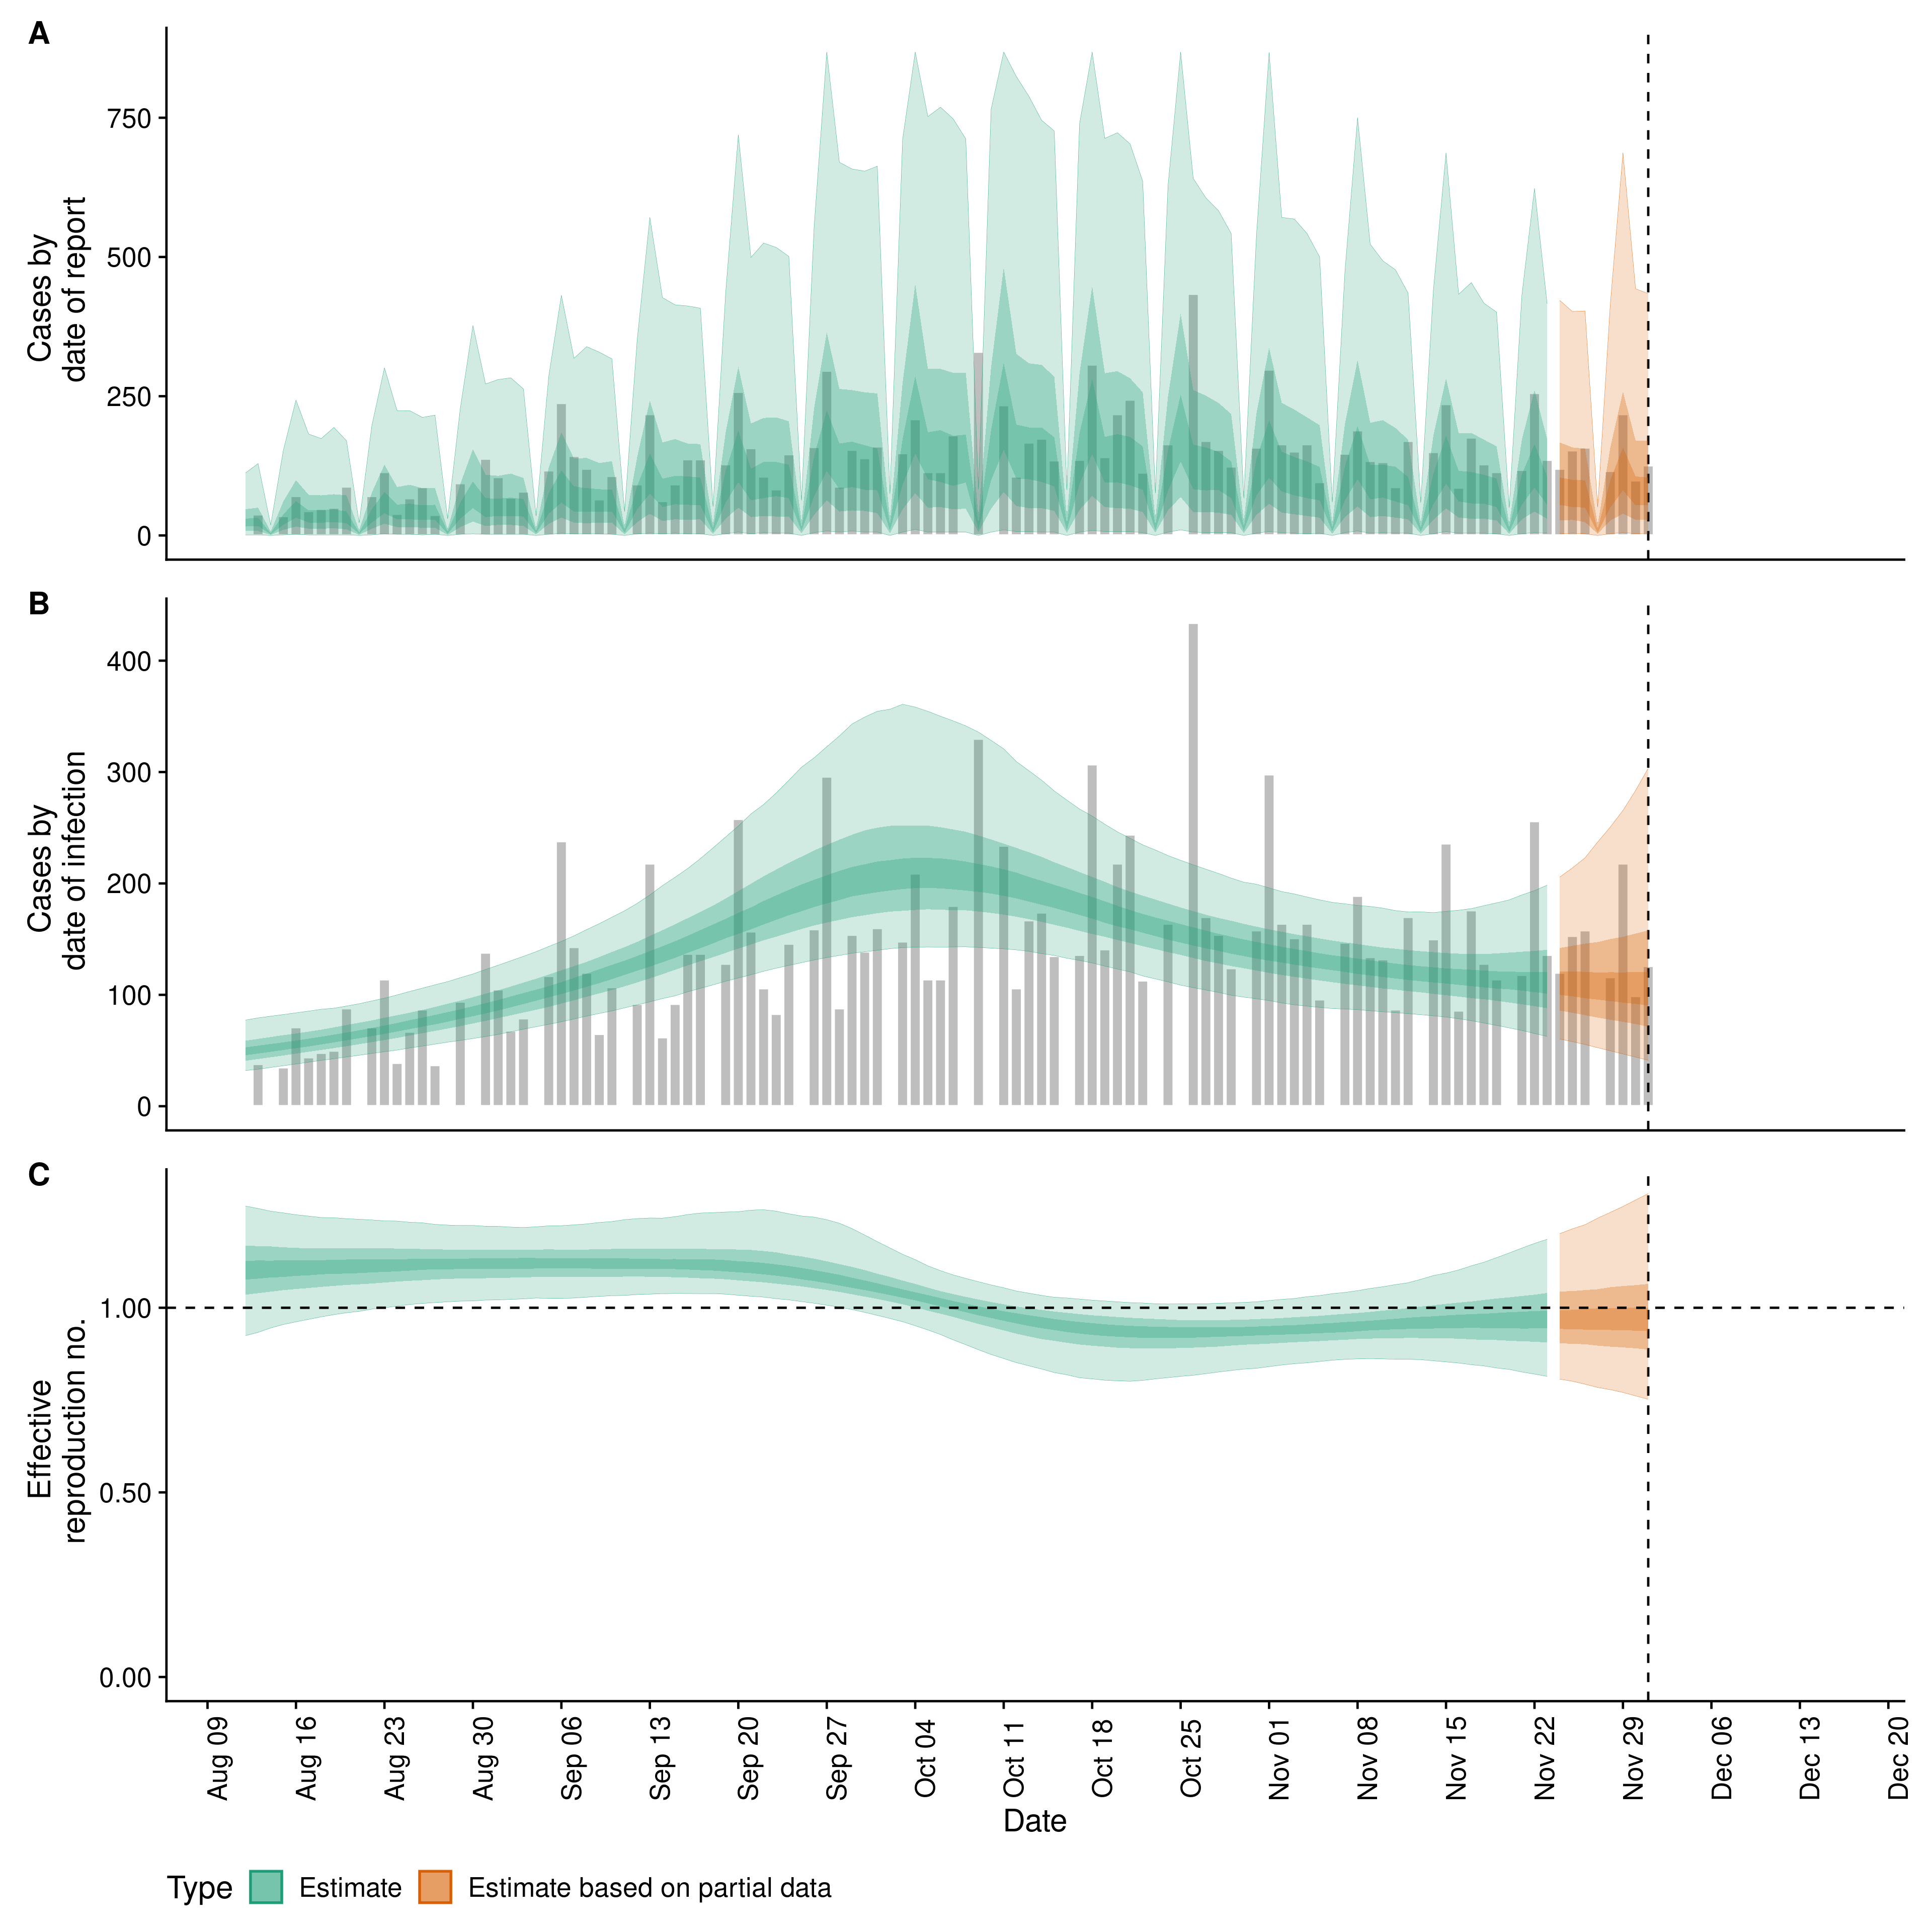 A
Cases by
date of report
750
500
250
0
B
Cases by
date of infection
400
300
200
100
0
C
Effective
reproduction no.
1.00
0.50
0.00
Aug 09
Aug 16
Aug 23
Aug 30
Sep 06
Sep 13
Sep 20
Sep 27
Oct 04
Oct 11
Oct 18
Oct 25
Nov 01
Nov 08
Nov 15
Nov 22
Nov 29
Dec 06
Dec 13
Dec 20
Date
Type Estimate Estimate based on partial data